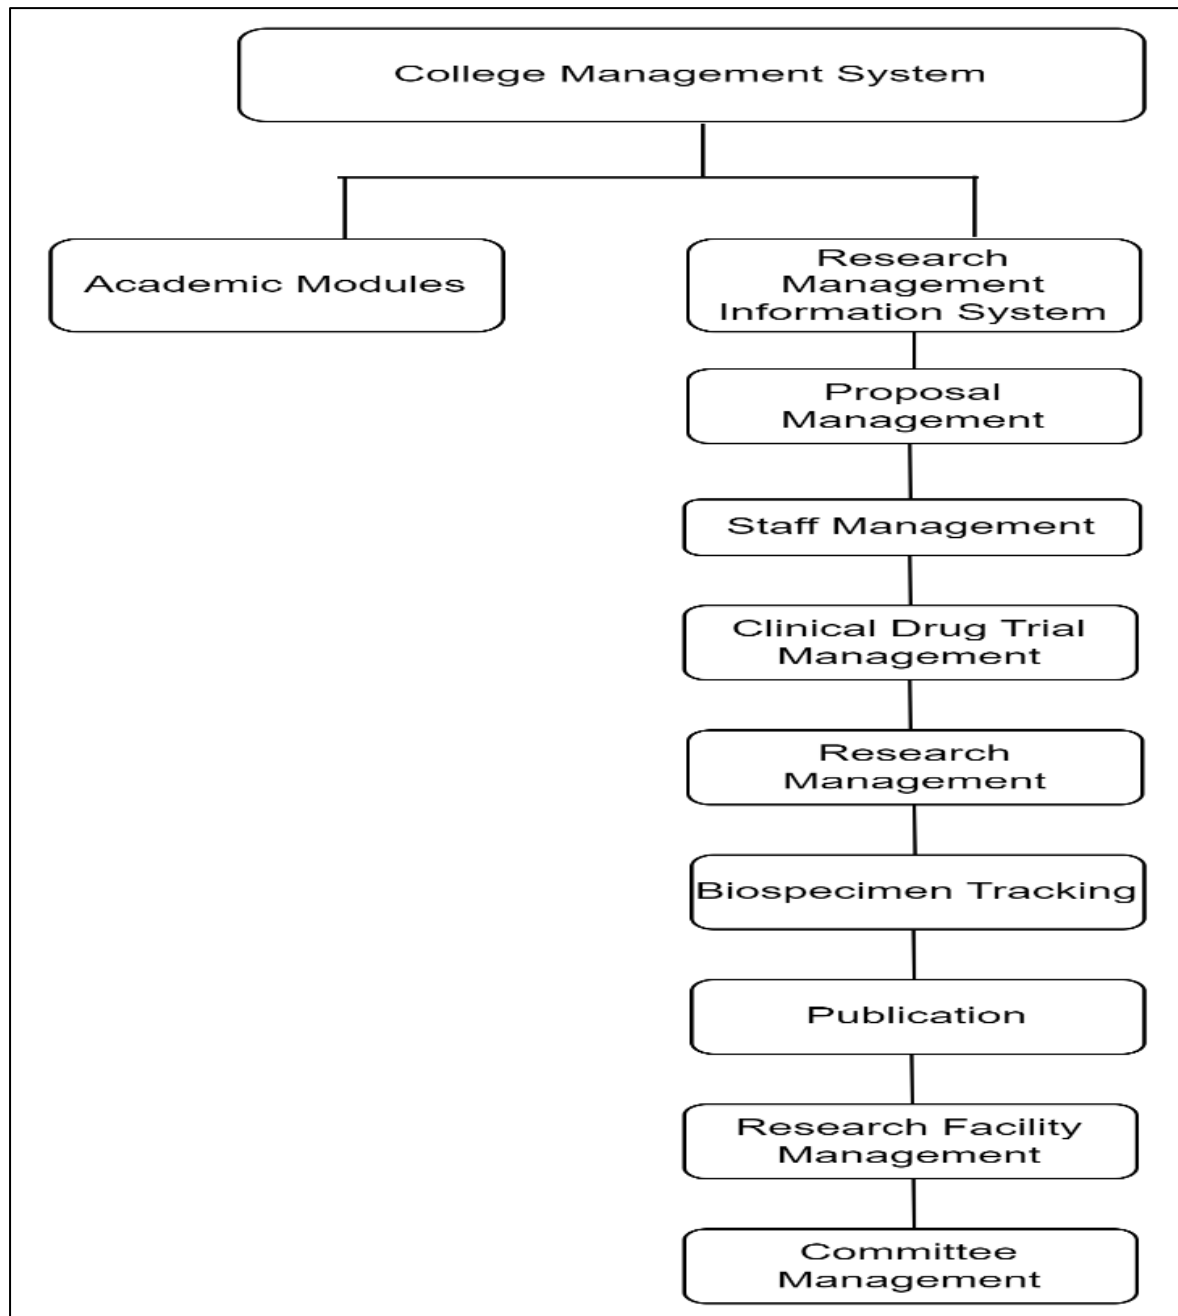 College Management System
Academic Modules
Research
Management
Information System
Proposal
Management
Staff Management
Clinical Drug Trial
Management
Research
Management
Biospecimen Tracking
Publication
Research Facility
Management
Committee
Management